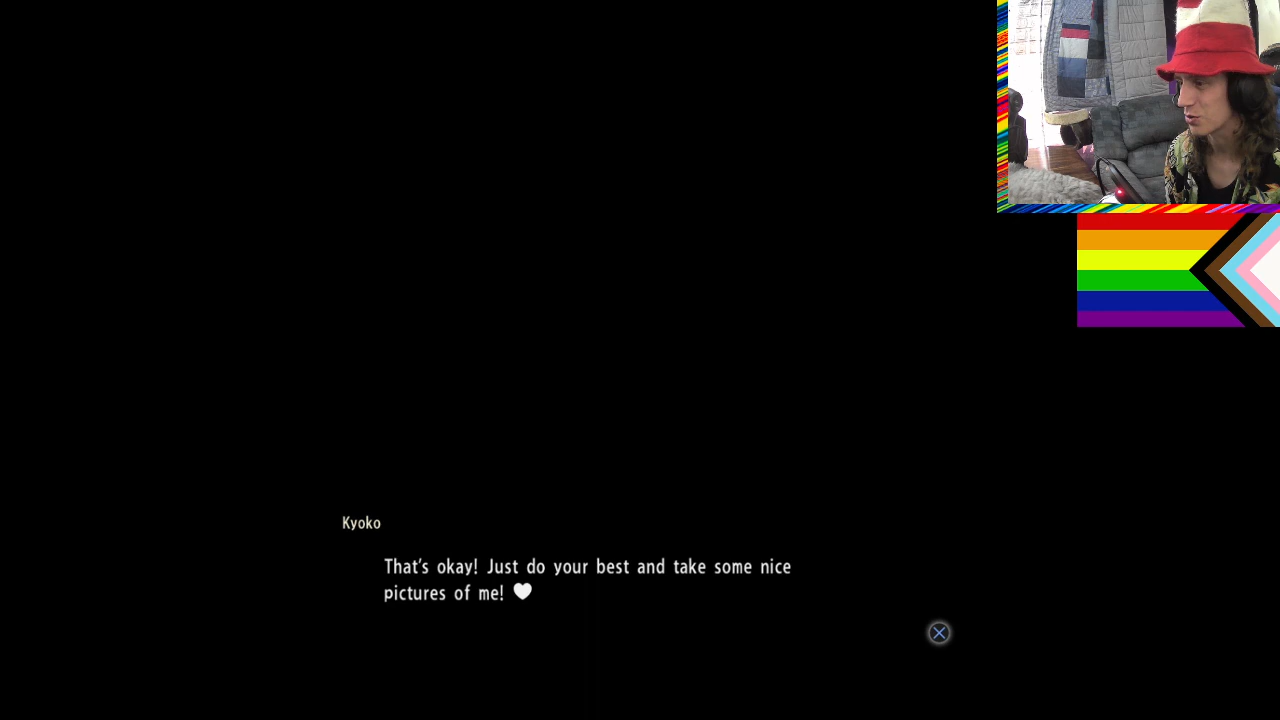 Kyoko
That's okay! Just do your best and take some nice
pictures of me! 🤍